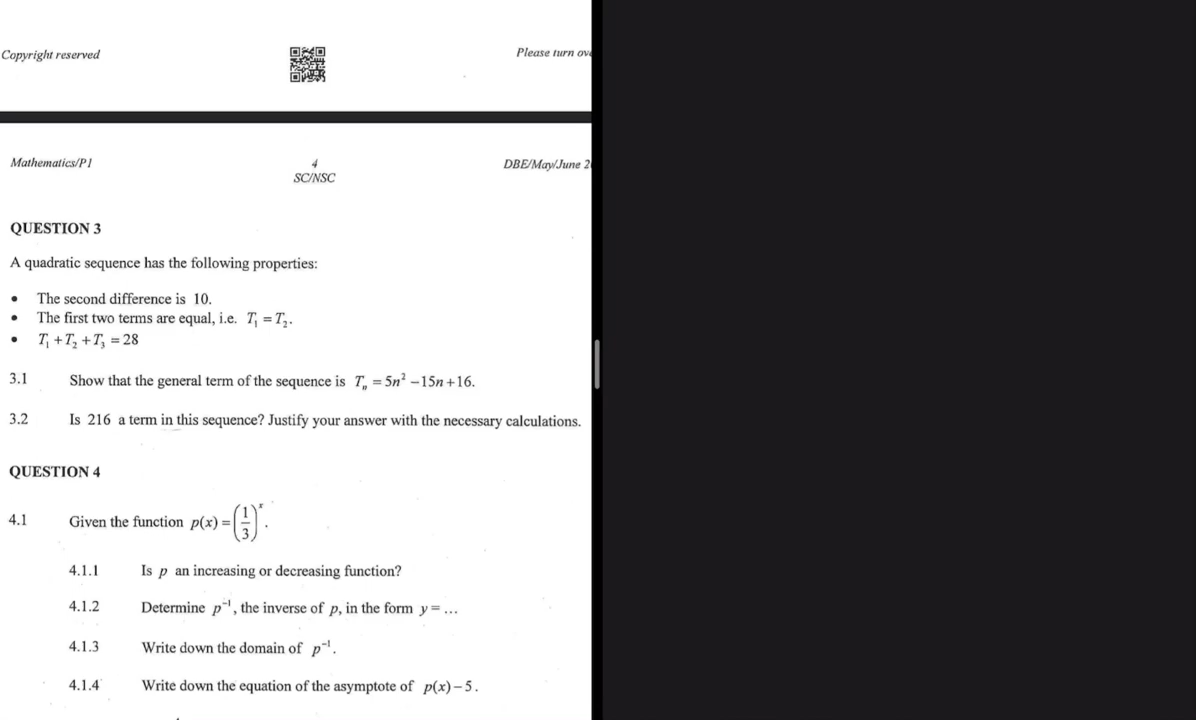 Copyright reserved
Please turn
Mathematics/P1
4
DBE/May/June
SC/NSC
QUESTION 3
A quadratic sequence has the following properties:
• The second difference is 10.
• The first two terms are equal, i.e. T₁ = T₂.
• T₁ + T₂ + T₃ = 28
3.1 Show that the general term of the sequence is Tₙ = 5n² − 15n + 16.
3.2 Is 216 a term in this sequence? Justify your answer with the necessary calculations.
QUESTION 4
4.1 Given the function p(x) = (1/3)ˣ.
4.1.1 Is p an increasing or decreasing function?
4.1.2 Determine p⁻¹, the inverse of p, in the form y = ...
4.1.3 Write down the domain of p⁻¹.
4.1.4 Write down the equation of the asymptote of p(x) − 5.